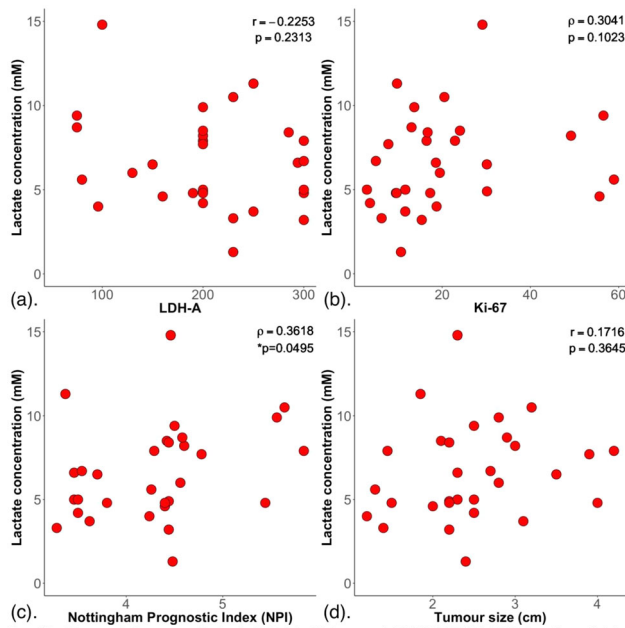 Lactate concentration (mM)
15
10
5
0
r = −0.2253
p = 0.2313
100
200
300
(a).
LDH-A
Lactate concentration (mM)
15
10
5
0
ρ = 0.3041
p = 0.1023
0
20
40
60
(b).
Ki-67
Lactate concentration (mM)
15
10
5
0
ρ = 0.3618
*p=0.0495
4
5
(c).
Nottingham Prognostic Index (NPI)
Lactate concentration (mM)
15
10
5
0
r = 0.1716
p = 0.3645
2
3
4
(d).
Tumour size (cm)